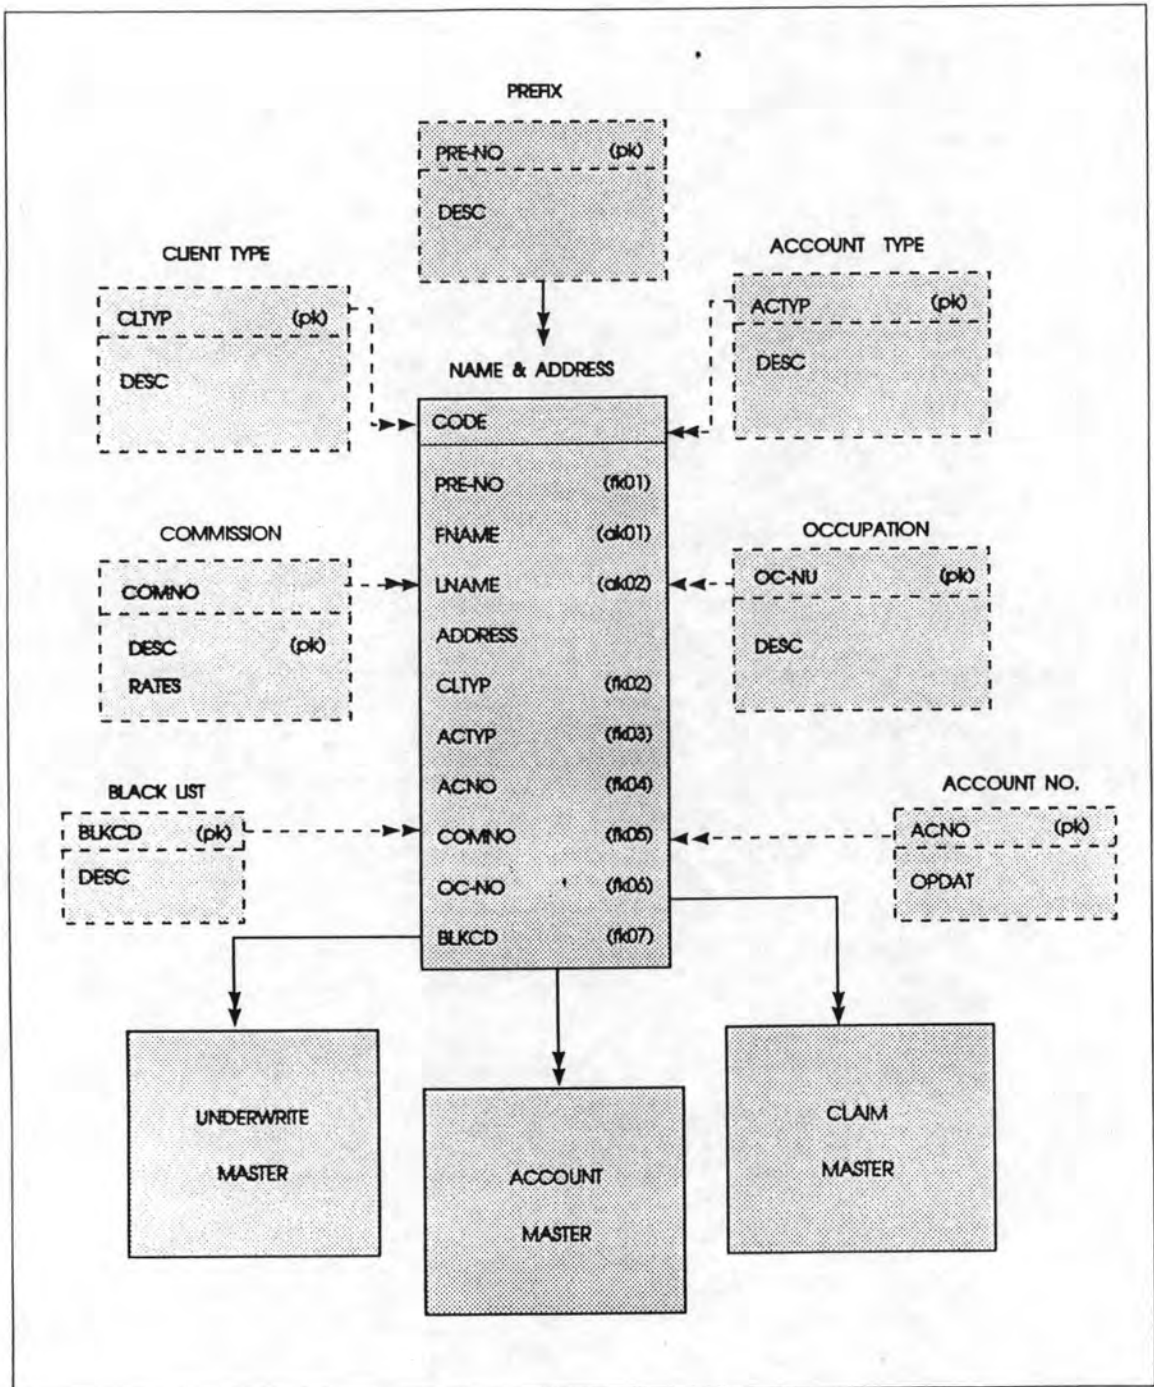 PREFIX
PRE-NO (pk)
DESC
CLIENT TYPE
CLTYP (pk)
DESC
ACCOUNT TYPE
ACTYP (pk)
DESC
NAME & ADDRESS
CODE
PRE-NO (fk01)
FNAME (ak01)
LNAME (ak02)
ADDRESS
CLTYP (fk02)
ACTYP (fk03)
ACNO (fk04)
COMNO (fk05)
OC-NO (fk06)
BLKCD (fk07)
COMMISSION
COMNO
DESC (pk)
RATES
OCCUPATION
OC-NU (pk)
DESC
BLACK LIST
BLKCD (pk)
DESC
ACCOUNT NO.
ACNO (pk)
OPDAT
UNDERWRITE
MASTER
ACCOUNT
MASTER
CLAIM
MASTER